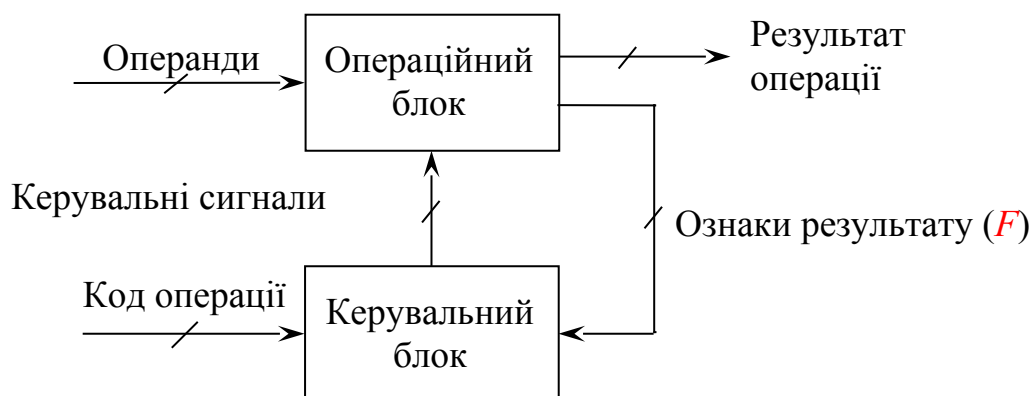 Операнди
Операційний
блок
Результат
операції
Керувальні сигнали
Ознаки результату (F)
Код операції
Керувальний
блок